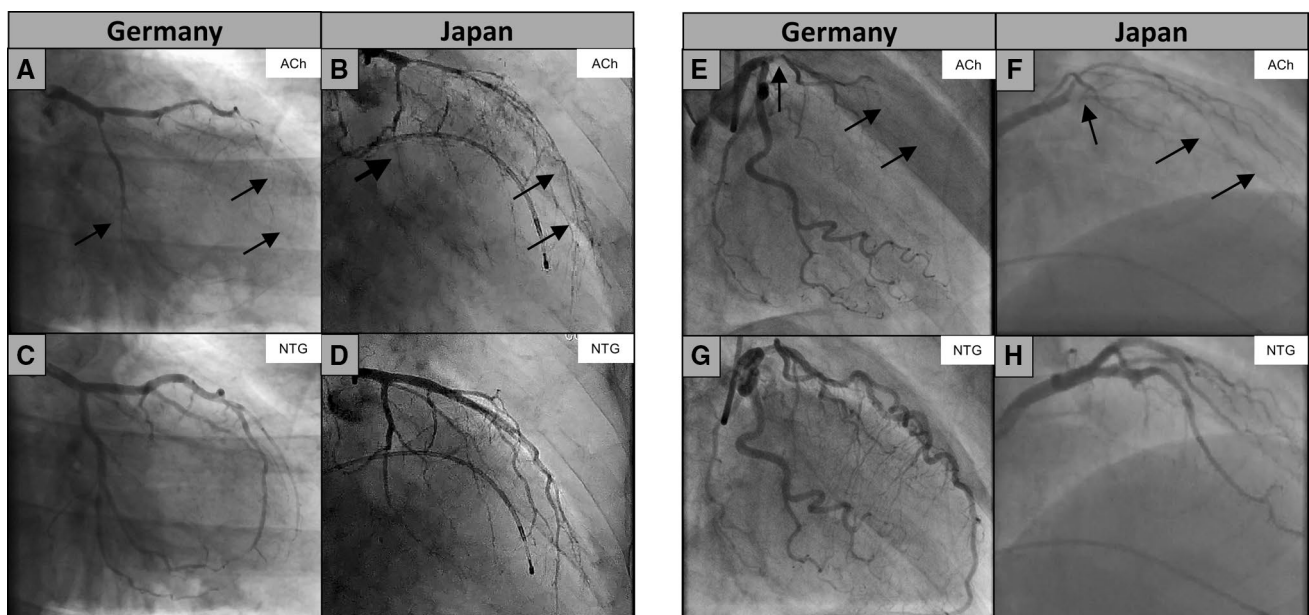 Germany
Japan
A
ACh
B
ACh
C
NTG
D
NTG
Germany
Japan
E
ACh
F
ACh
G
NTG
H
NTG